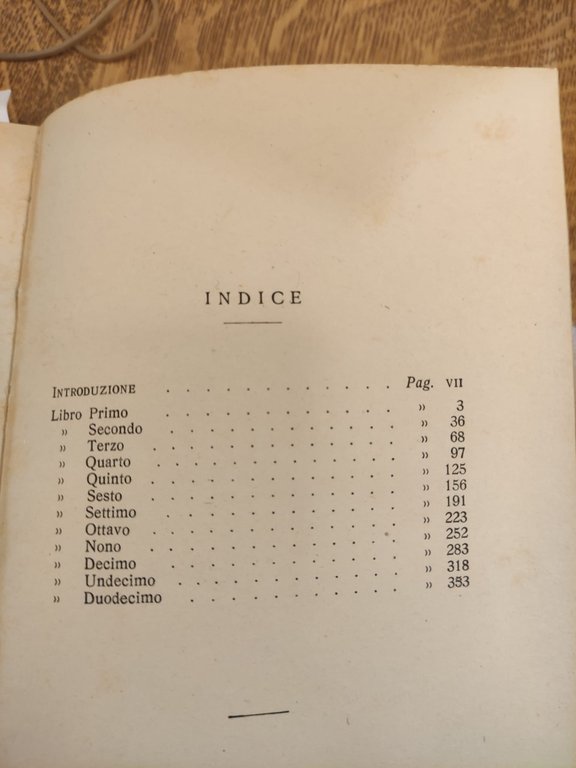 INDICE
INTRODUZIONE . . . . . . . . . . . Pag. VII
Libro Primo . . . . . . . . . . . » 3
» Secondo . . . . . . . . . . . » 36
» Terzo . . . . . . . . . . . . » 68
» Quarto . . . . . . . . . . . . » 97
» Quinto . . . . . . . . . . . . » 125
» Sesto . . . . . . . . . . . . » 156
» Settimo . . . . . . . . . . . » 191
» Ottavo . . . . . . . . . . . . » 223
» Nono . . . . . . . . . . . . » 252
» Decimo . . . . . . . . . . . » 283
» Undecimo . . . . . . . . . . . » 318
» Duodecimo . . . . . . . . . . » 353